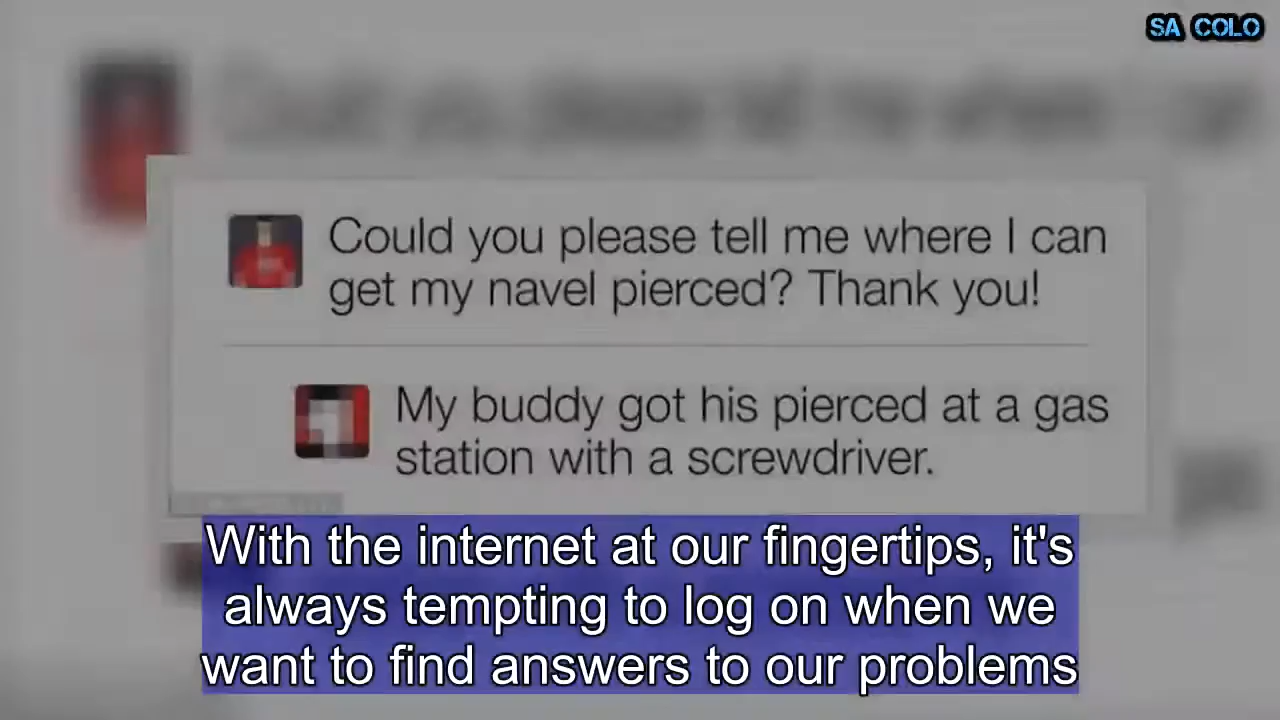 SA COLO
Could you please tell me where I can
get my navel pierced? Thank you!
My buddy got his pierced at a gas
station with a screwdriver.
With the internet at our fingertips, it's
always tempting to log on when we
want to find answers to our problems